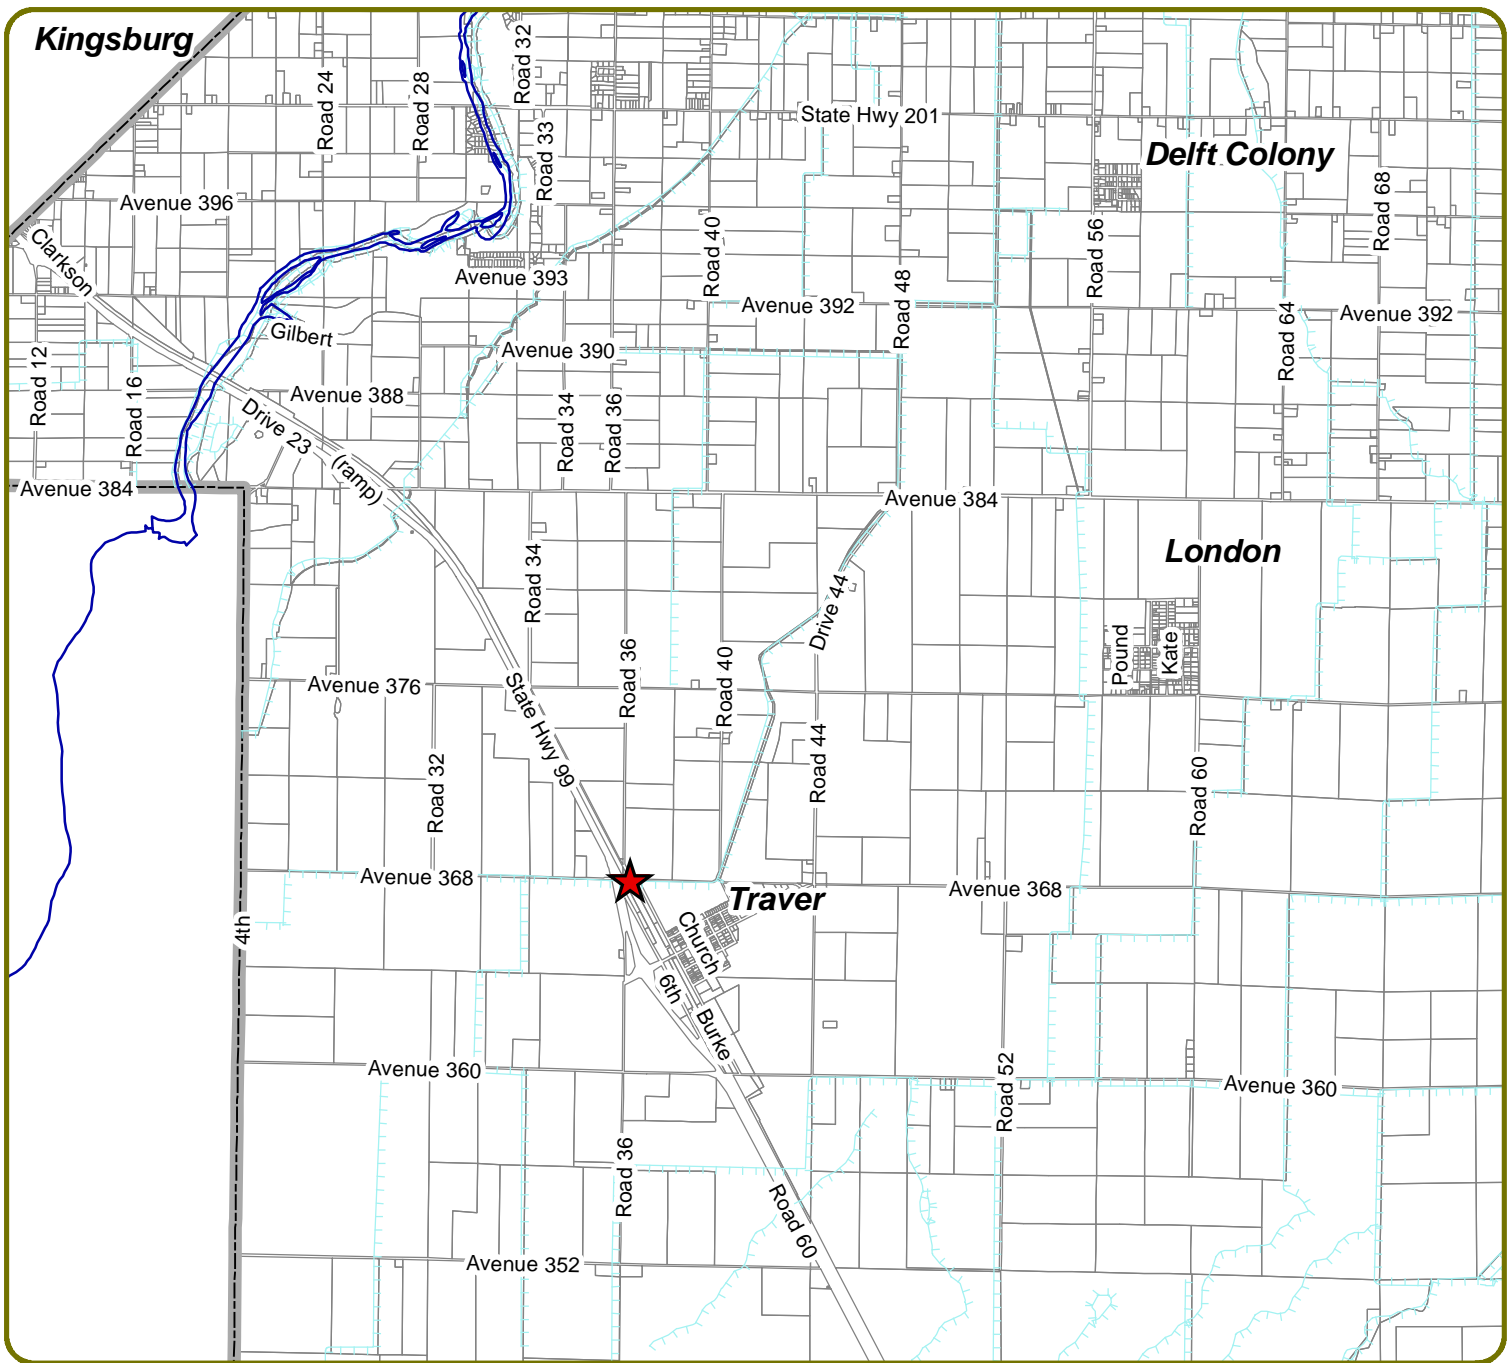 Kingsburg
Road 24
Road 28
Road 32
State Hwy 201
Road 33
Delft Colony
Avenue 396
Road 68
Clarkson
Road 40
Road 56
Avenue 393
Road 48
Avenue 392
Avenue 392
Gilbert
Road 64
Road 12
Avenue 390
Road 16
Avenue 388
Road 34
Road 36
Drive 23
(ramp)
Avenue 384
Avenue 384
London
Road 34
Drive 44
Pound
Kate
Road 36
Road 40
Avenue 376
State Hwy 99
Road 32
Road 44
Road 60
Avenue 368
Traver
Avenue 368
4th
Church
6th
Burke
Avenue 360
Road 52
Avenue 360
Road 36
Road 60
Avenue 352